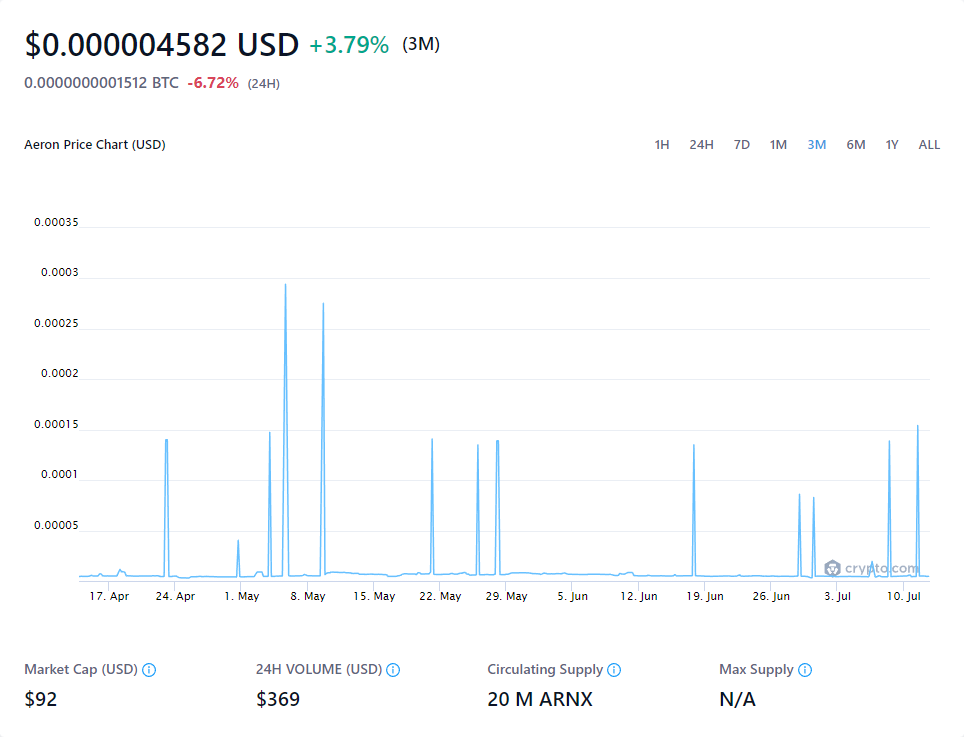 $0.000004582 USD +3.79% (3M)
0.0000000001512 BTC -6.72% (24H)
Aeron Price Chart (USD) 1H 24H 7D 1M 3M 6M 1Y ALL
0.00035
0.0003
0.00025
0.0002
0.00015
0.0001
0.00005
crypto.com
17. Apr 24. Apr 1. May 8. May 15. May 22. May 29. May 5. Jun 12. Jun 19. Jun 26. Jun 3. Jul 10. Jul
Market Cap (USD) 24H VOLUME (USD) Circulating Supply Max Supply
$92 $369 20 M ARNX N/A